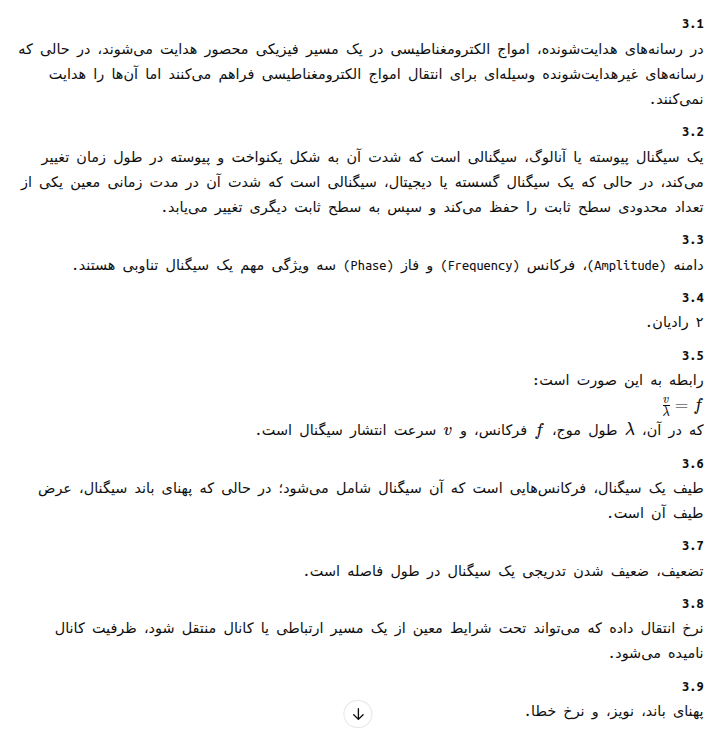 3.1
در رسانه‌های هدایت‌شونده، امواج الکترومغناطیسی در یک مسیر فیزیکی محصور هدایت می‌شوند، در حالی که
رسانه‌های غیرهدایت‌شونده وسیله‌ای برای انتقال امواج الکترومغناطیسی فراهم می‌کنند اما آن‌ها را هدایت
نمی‌کنند.
3.2
یک سیگنال پیوسته یا آنالوگ، سیگنالی است که شدت آن به شکل یکنواخت و پیوسته در طول زمان تغییر
می‌کند، در حالی که یک سیگنال گسسته یا دیجیتال، سیگنالی است که شدت آن در مدت زمانی معین یکی از
تعداد محدودی سطح ثابت را حفظ می‌کند و سپس به سطح ثابت دیگری تغییر می‌یابد.
3.3
دامنه (Amplitude)، فرکانس (Frequency) و فاز (Phase) سه ویژگی مهم یک سیگنال تناوبی هستند.
3.4
۲ رادیان.
3.5
رابطه به این صورت است:
f = v/λ
که در آن، λ طول موج، f فرکانس، و v سرعت انتشار سیگنال است.
3.6
طیف یک سیگنال، فرکانس‌هایی است که آن سیگنال شامل می‌شود؛ در حالی که پهنای باند سیگنال، عرض
طیف آن است.
3.7
تضعیف، ضعیف شدن تدریجی یک سیگنال در طول فاصله است.
3.8
نرخ انتقال داده که می‌تواند تحت شرایط معین از یک مسیر ارتباطی یا کانال منتقل شود، ظرفیت کانال
نامیده می‌شود.
3.9
پهنای باند، نویز، و نرخ خطا.